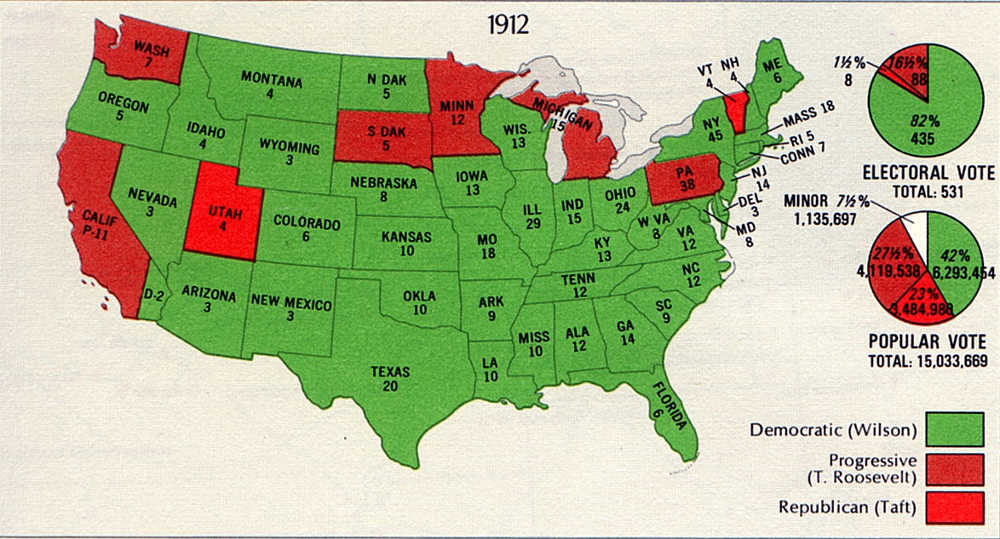 1912
WASH
7
OREGON
5
CALIF
P-11
D-2
NEVADA
3
IDAHO
4
MONTANA
4
WYOMING
3
UTAH
4
ARIZONA
3
COLORADO
6
NEW MEXICO
3
N DAK
5
S DAK
5
NEBRASKA
8
KANSAS
10
OKLA
10
TEXAS
20
MINN
12
IOWA
13
MO
18
ARK
9
LA
10
WIS.
13
ILL
29
MICHIGAN
15
IND
15
OHIO
24
KY
13
TENN
12
MISS
10
ALA
12
GA
14
FLORIDA
6
SC
9
NC
12
VA
12
W VA
8
PA
38
NY
45
VT
4
NH
4
ME
6
MASS 18
RI 5
CONN 7
NJ
14
DEL
3
MD
8
1½%
8
16½%
88
82%
435
ELECTORAL VOTE
TOTAL: 531
MINOR 7½%
1,135,697
27½%
4,119,538
42%
6,293,454
23%
3,484,980
POPULAR VOTE
TOTAL: 15,033,669
Democratic (Wilson)
Progressive
(T. Roosevelt)
Republican (Taft)